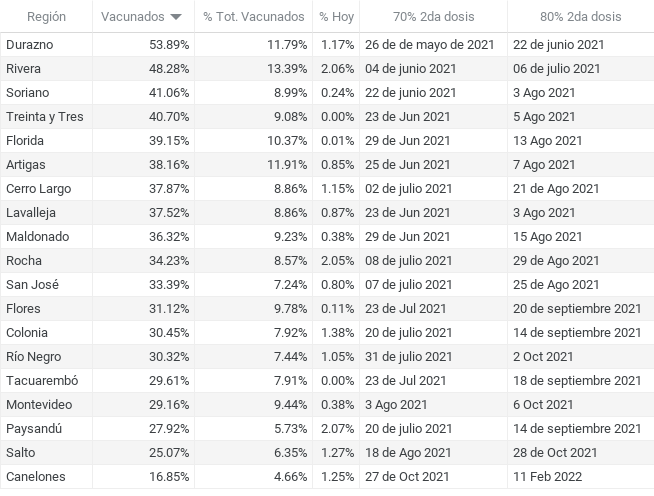 Región Vacunados % Tot. Vacunados % Hoy 70% 2da dosis 80% 2da dosis
Durazno 53.89% 11.79% 1.17% 26 de de mayo de 2021 22 de junio 2021
Rivera 48.28% 13.39% 2.06% 04 de junio 2021 06 de julio 2021
Soriano 41.06% 8.99% 0.24% 22 de junio 2021 3 Ago 2021
Treinta y Tres 40.70% 9.08% 0.00% 23 de Jun 2021 5 Ago 2021
Florida 39.15% 10.37% 0.01% 29 de Jun 2021 13 Ago 2021
Artigas 38.16% 11.91% 0.85% 25 de Jun 2021 7 Ago 2021
Cerro Largo 37.87% 8.86% 1.15% 02 de julio 2021 21 de Ago 2021
Lavalleja 37.52% 8.86% 0.87% 23 de Jun 2021 3 Ago 2021
Maldonado 36.32% 9.23% 0.38% 29 de Jun 2021 15 Ago 2021
Rocha 34.23% 8.57% 2.05% 08 de julio 2021 29 de Ago 2021
San José 33.39% 7.24% 0.80% 07 de julio 2021 25 de Ago 2021
Flores 31.12% 9.78% 0.11% 23 de Jul 2021 20 de septiembre 2021
Colonia 30.45% 7.92% 1.38% 20 de julio 2021 14 de septiembre 2021
Río Negro 30.32% 7.44% 1.05% 31 de julio 2021 2 Oct 2021
Tacuarembó 29.61% 7.91% 0.00% 23 de Jul 2021 18 de septiembre 2021
Montevideo 29.16% 9.44% 0.38% 3 Ago 2021 6 Oct 2021
Paysandú 27.92% 5.73% 2.07% 20 de julio 2021 14 de septiembre 2021
Salto 25.07% 6.35% 1.27% 18 de Ago 2021 28 de Oct 2021
Canelones 16.85% 4.66% 1.25% 27 de Oct 2021 11 Feb 2022